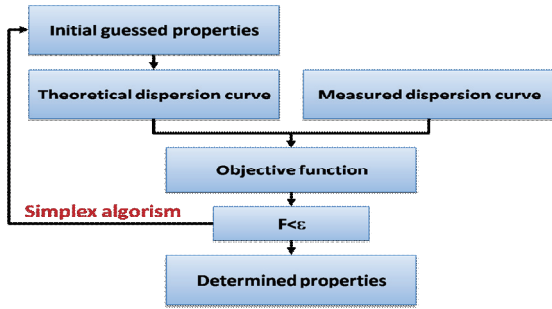 Initial guessed properties
Theoretical dispersion curve
Measured dispersion curve
Objective function
Simplex algorism
F<ε
Determined properties